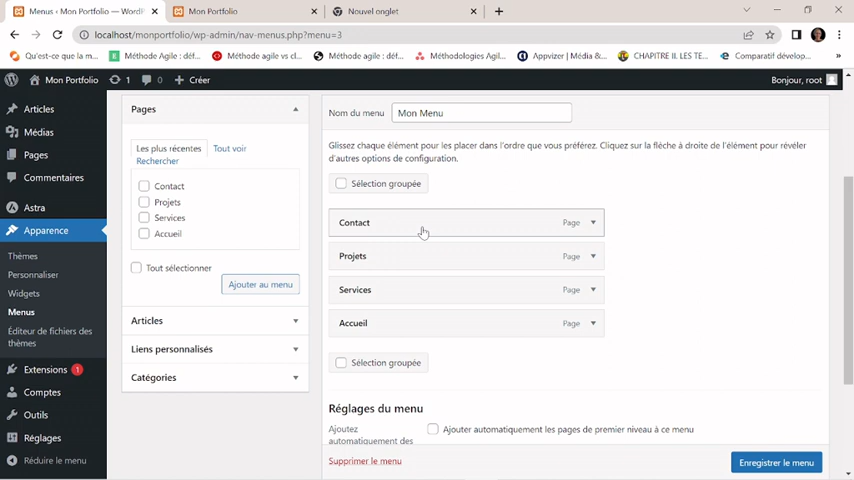 Menus ‹ Mon Portfolio — WordPr
Mon Portfolio
Nouvel onglet
localhost/monportfolio/wp-admin/nav-menus.php?menu=3
Qu'est-ce que la m...
Méthode Agile : déf...
Méthode agile vs cl...
Méthode Agile : déf...
Méthodologies Agil...
Appvizer | Média &...
CHAPITRE II. LES TE...
Comparatif dévelop...
Mon Portfolio
1
0
Créer
Bonjour, root
Articles
Médias
Pages
Commentaires
Astra
Apparence
Thèmes
Personnaliser
Widgets
Menus
Éditeur de fichiers des
thèmes
Extensions 1
Comptes
Outils
Réglages
Réduire le menu
Pages
Les plus récentes
Tout voir
Rechercher
Contact
Projets
Services
Accueil
Tout sélectionner
Ajouter au menu
Articles
Liens personnalisés
Catégories
Nom du menu
Mon Menu
Glissez chaque élément pour les placer dans l'ordre que vous préférez. Cliquez sur la flèche à droite de l'élément pour révéler
d'autres options de configuration.
Sélection groupée
Contact Page
Projets Page
Services Page
Accueil Page
Sélection groupée
Réglages du menu
Ajoutez
automatiquement des
Ajouter automatiquement les pages de premier niveau à ce menu
Supprimer le menu
Enregistrer le menu